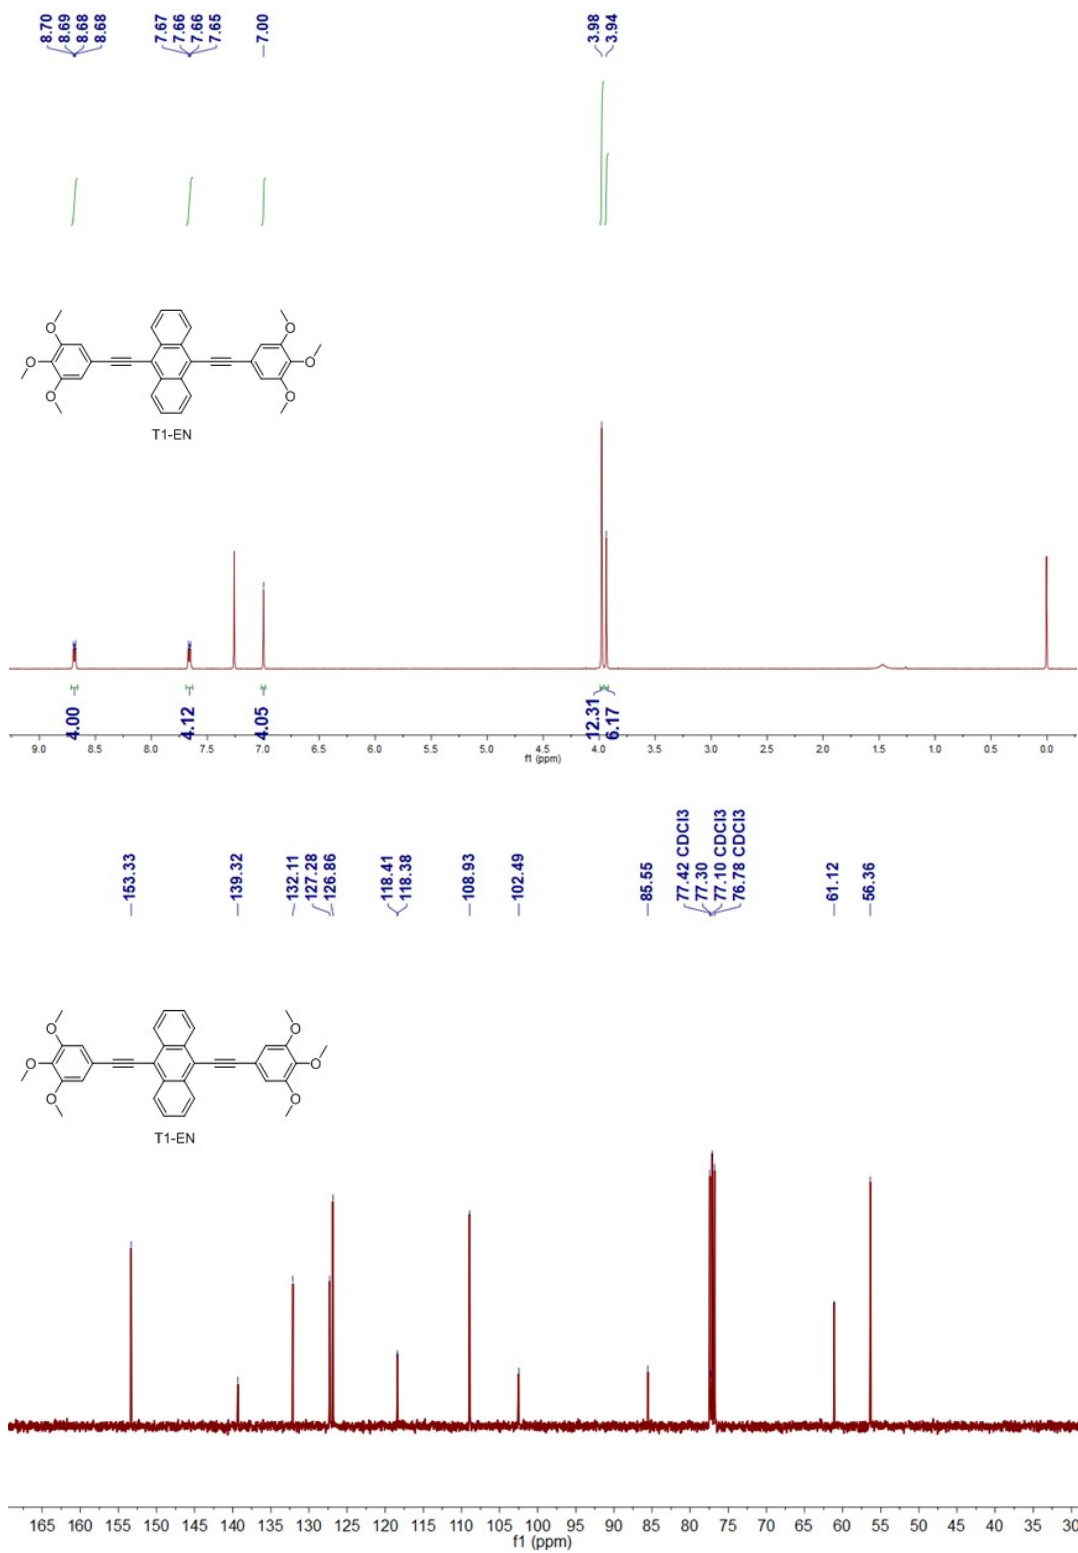 8.70
8.69
8.68
8.68
7.67
7.66
7.66
7.65
7.00
3.98
3.94
O
O
O
O
O
O
T1-EN
4.00
4.12
4.05
12.31
6.17
9.0 8.5 8.0 7.5 7.0 6.5 6.0 5.5 5.0 4.5 4.0 3.5 3.0 2.5 2.0 1.5 1.0 0.5 0.0
f1 (ppm)
153.33
139.32
132.11
127.28
126.86
118.41
118.38
108.93
102.49
85.55
77.42 CDCl3
77.30
77.10 CDCl3
76.78 CDCl3
61.12
56.36
O
O
O
O
O
O
T1-EN
165 160 155 150 145 140 135 130 125 120 115 110 105 100 95 90 85 80 75 70 65 60 55 50 45 40 35 30
f1 (ppm)